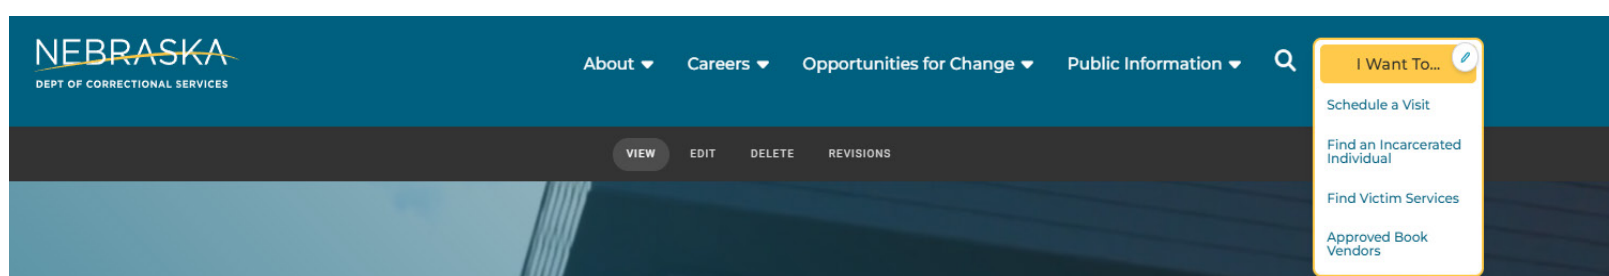 NEBRASKA
DEPT OF CORRECTIONAL SERVICES
About
Careers
Opportunities for Change
Public Information
I Want To...
Schedule a Visit
Find an Incarcerated
Individual
Find Victim Services
Approved Book
Vendors
VIEW
EDIT
DELETE
REVISIONS